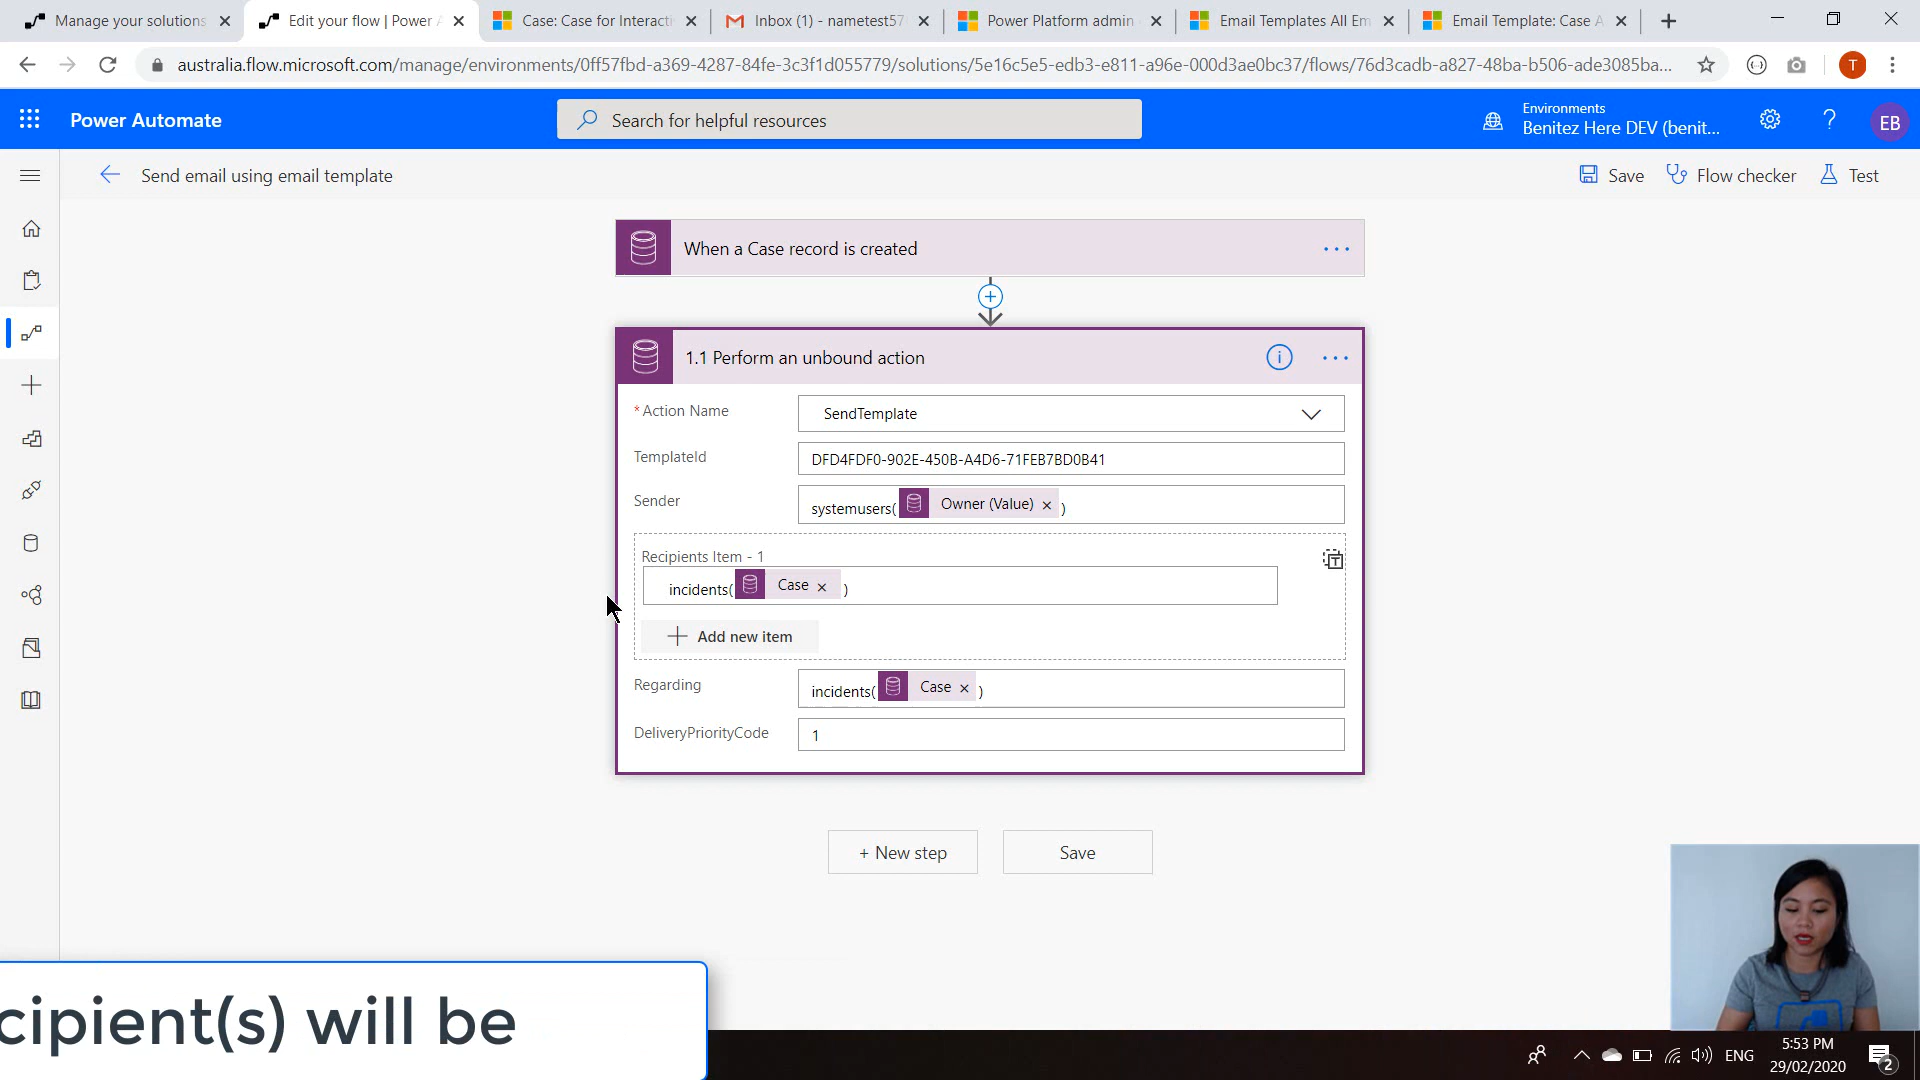 Manage your solutions
Edit your flow | Power A
Case: Case for Interacti
Inbox (1) - nametest57
Power Platform admin
Email Templates All Em
Email Template: Case A
australia.flow.microsoft.com/manage/environments/0ff57fbd-a369-4287-84fe-3c3f1d055779/solutions/5e16c5e5-edb3-e811-a96e-000d3ae0bc37/flows/76d3cadb-a827-48ba-b506-ade3085ba...
T
Power Automate
Search for helpful resources
Environments
Benitez Here DEV (benit...
EB
Send email using email template
Save
Flow checker
Test
When a Case record is created
1.1 Perform an unbound action
* Action Name
SendTemplate
TemplateId
DFD4FDF0-902E-450B-A4D6-71FEB7BD0B41
Sender
systemusers( Owner (Value) × )
Recipients Item - 1
incidents( Case × )
Add new item
Regarding
incidents( Case × )
DeliveryPriorityCode
1
+ New step
Save
cipient(s) will be
ENG
5:53 PM
29/02/2020
2